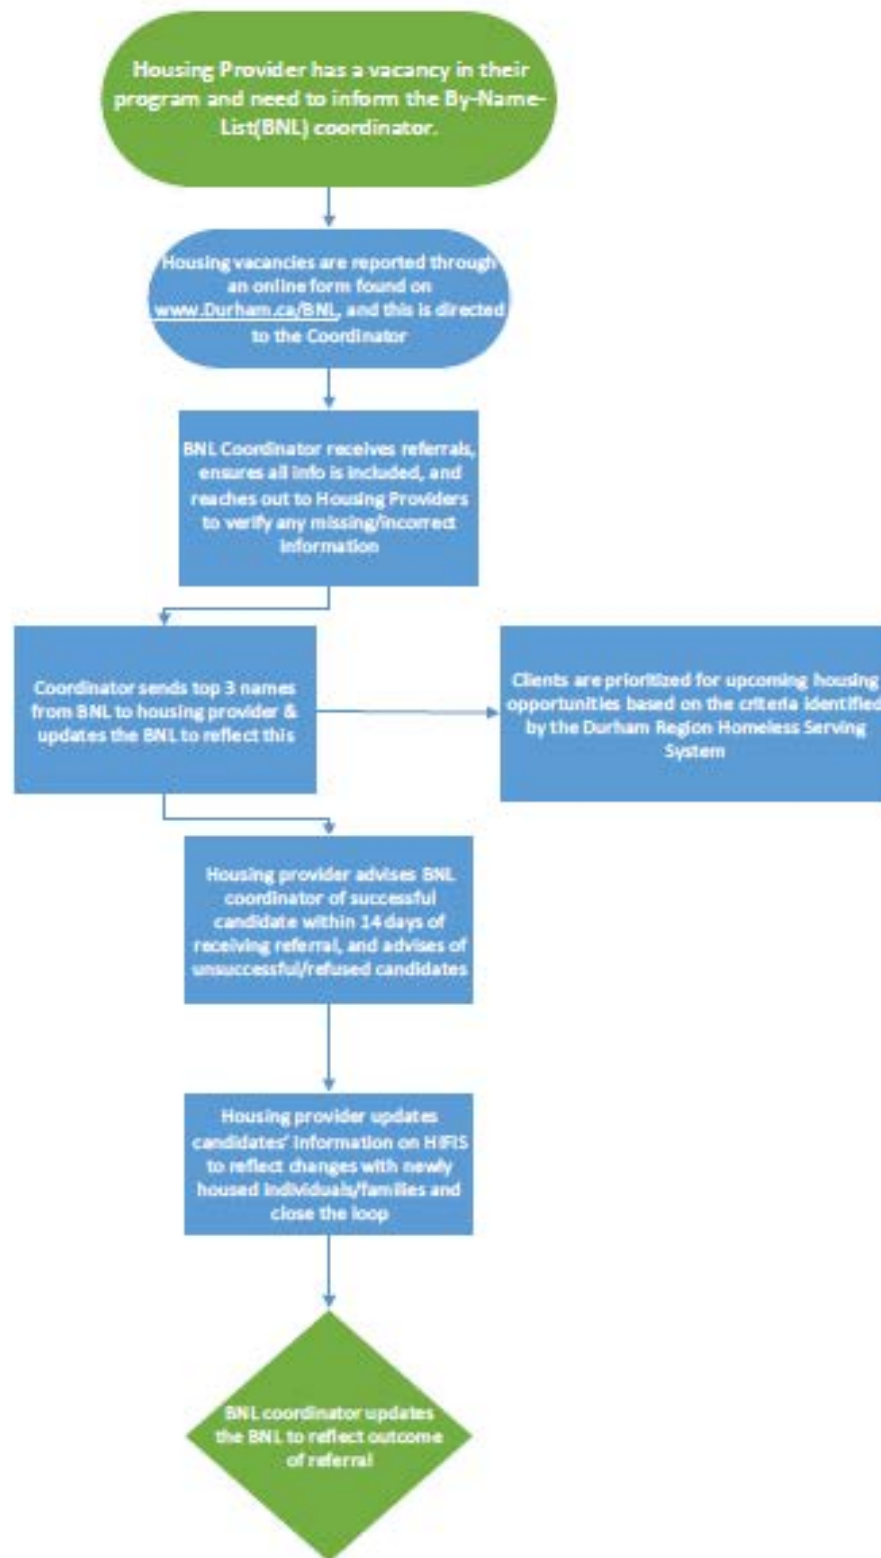 Housing Provider has a vacancy in their
program and need to inform the By-Name-
List(BNL) coordinator.
Housing vacancies are reported through
an online form found on
www.Durham.ca/BNL, and this is directed
to the Coordinator
BNL Coordinator receives referrals,
ensures all info is included, and
reaches out to Housing Providers
to verify any missing/incorrect
information
Coordinator sends top 3 names
from BNL to housing provider &
updates the BNL to reflect this
Clients are prioritized for upcoming housing
opportunities based on the criteria identified
by the Durham Region Homeless Serving
System
Housing provider advises BNL
coordinator of successful
candidate within 14 days of
receiving referral, and advises of
unsuccessful/refused candidates
Housing provider updates
candidates' information on HIFIS
to reflect changes with newly
housed individuals/families and
close the loop
BNL coordinator updates
the BNL to reflect outcome
of referral